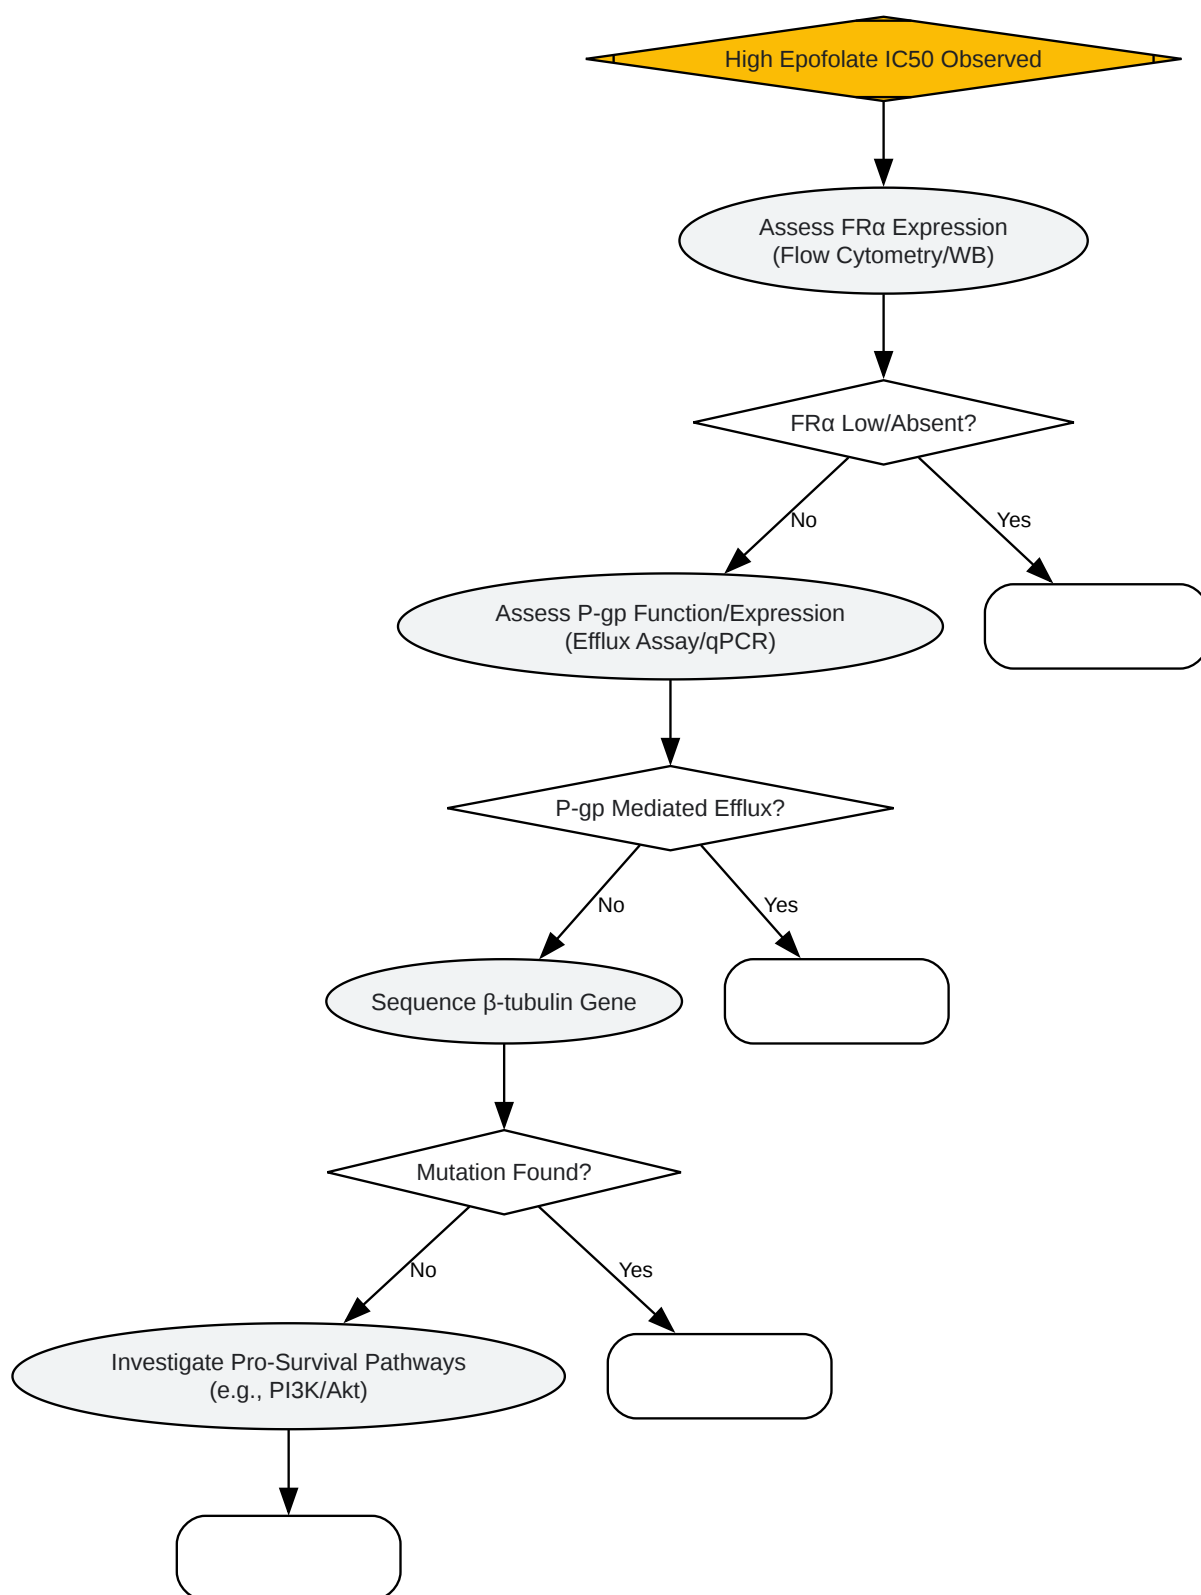 High Epofolate IC50 Observed
Assess FRα Expression
(Flow Cytometry/WB)
FRα Low/Absent?
No
Yes
Assess P-gp Function/Expression
(Efflux Assay/qPCR)
P-gp Mediated Efflux?
No
Yes
Sequence β-tubulin Gene
Mutation Found?
No
Yes
Investigate Pro-Survival Pathways
(e.g., PI3K/Akt)